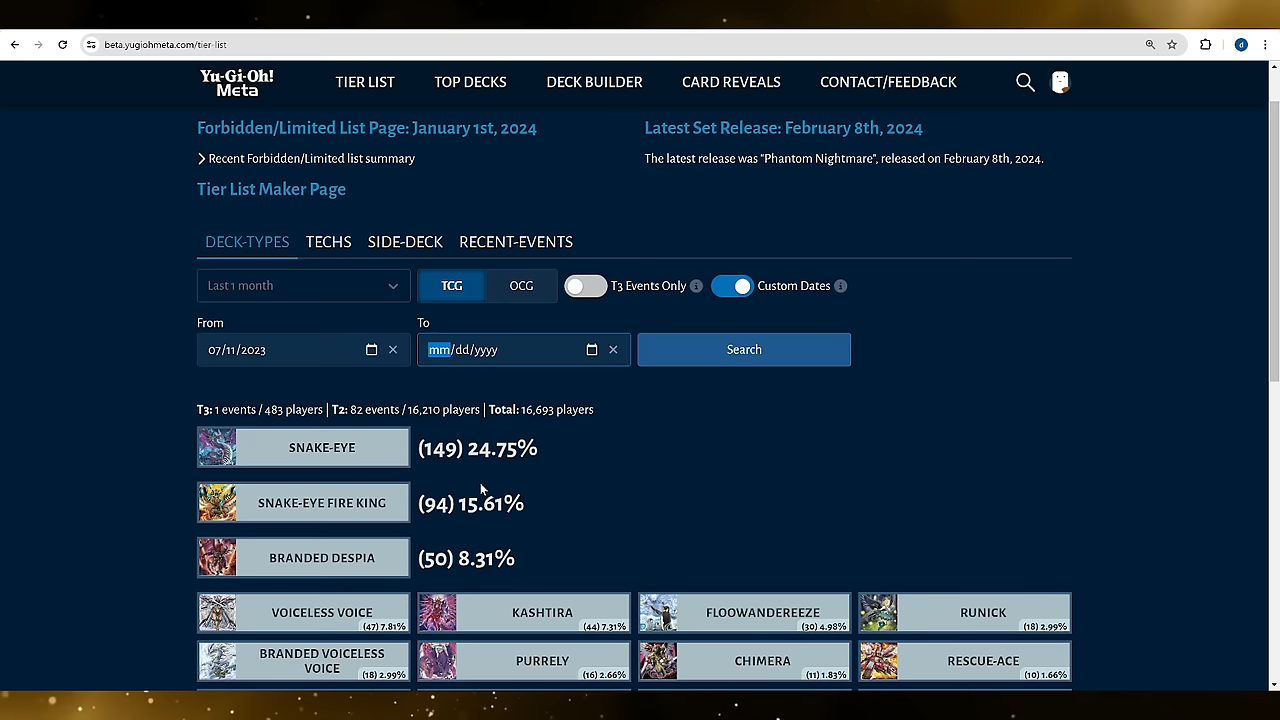 beta.yugiohmeta.com/tier-list
d
Yu-Gi-Oh!
Meta
TIER LIST
TOP DECKS
DECK BUILDER
CARD REVEALS
CONTACT/FEEDBACK
Forbidden/Limited List Page: January 1st, 2024
Latest Set Release: February 8th, 2024
Recent Forbidden/Limited list summary
The latest release was "Phantom Nightmare", released on February 8th, 2024.
Tier List Maker Page
DECK-TYPES
TECHS
SIDE-DECK
RECENT-EVENTS
Last 1 month
TCG
OCG
T3 Events Only
Custom Dates
From
To
07/11/2023
mm/dd/yyyy
Search
T3: 1 events / 483 players | T2: 82 events / 16,210 players | Total: 16,693 players
SNAKE-EYE
(149) 24.75%
SNAKE-EYE FIRE KING
(94) 15.61%
BRANDED DESPIA
(50) 8.31%
VOICELESS VOICE
(47) 7.81%
KASHTIRA
(44) 7.31%
FLOOWANDEREEZE
(30) 4.98%
RUNICK
(18) 2.99%
BRANDED VOICELESS
VOICE
(18) 2.99%
PURRELY
(16) 2.66%
CHIMERA
(11) 1.83%
RESCUE-ACE
(10) 1.66%